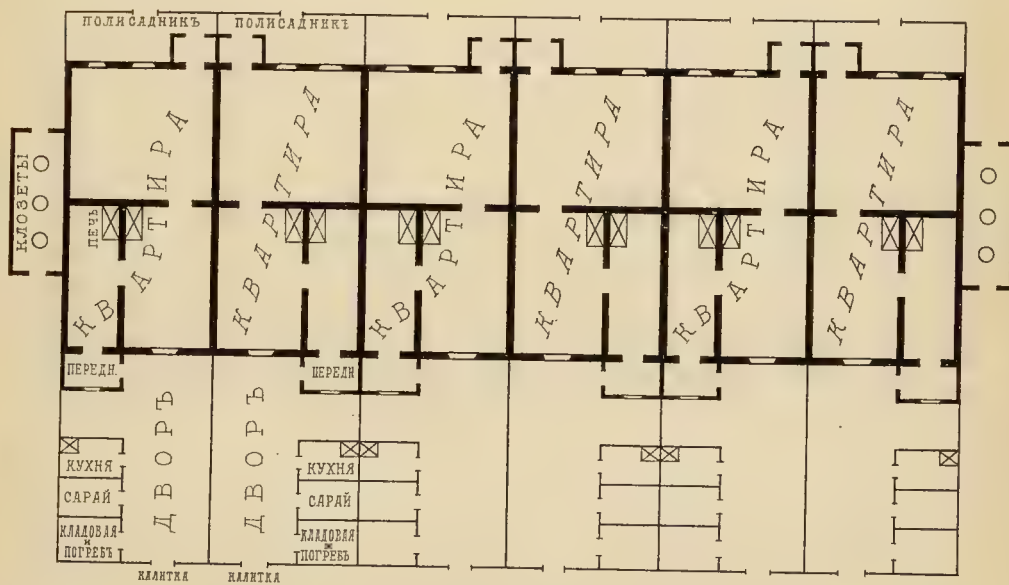 ПОЛИСАДНИКЪ ПОЛИСАДНИКЪ
КЛОЗЕТЫ
ПЕЧЬ
КВАРТИРА
КВАРТИРА
КВАРТИРА
КВАРТИРА
КВАРТИРА
КВАРТИРА
ПЕРЕДН. ПЕРЕДН
ДВОРЪ
ДВОРЪ
КУХНЯ
САРАЙ
КЛАДОВАЯ
и
ПОГРЕБЪ
КУХНЯ
САРАЙ
КЛАДОВАЯ
и
ПОГРЕБЪ
КАЛИТКА КАЛИТКА